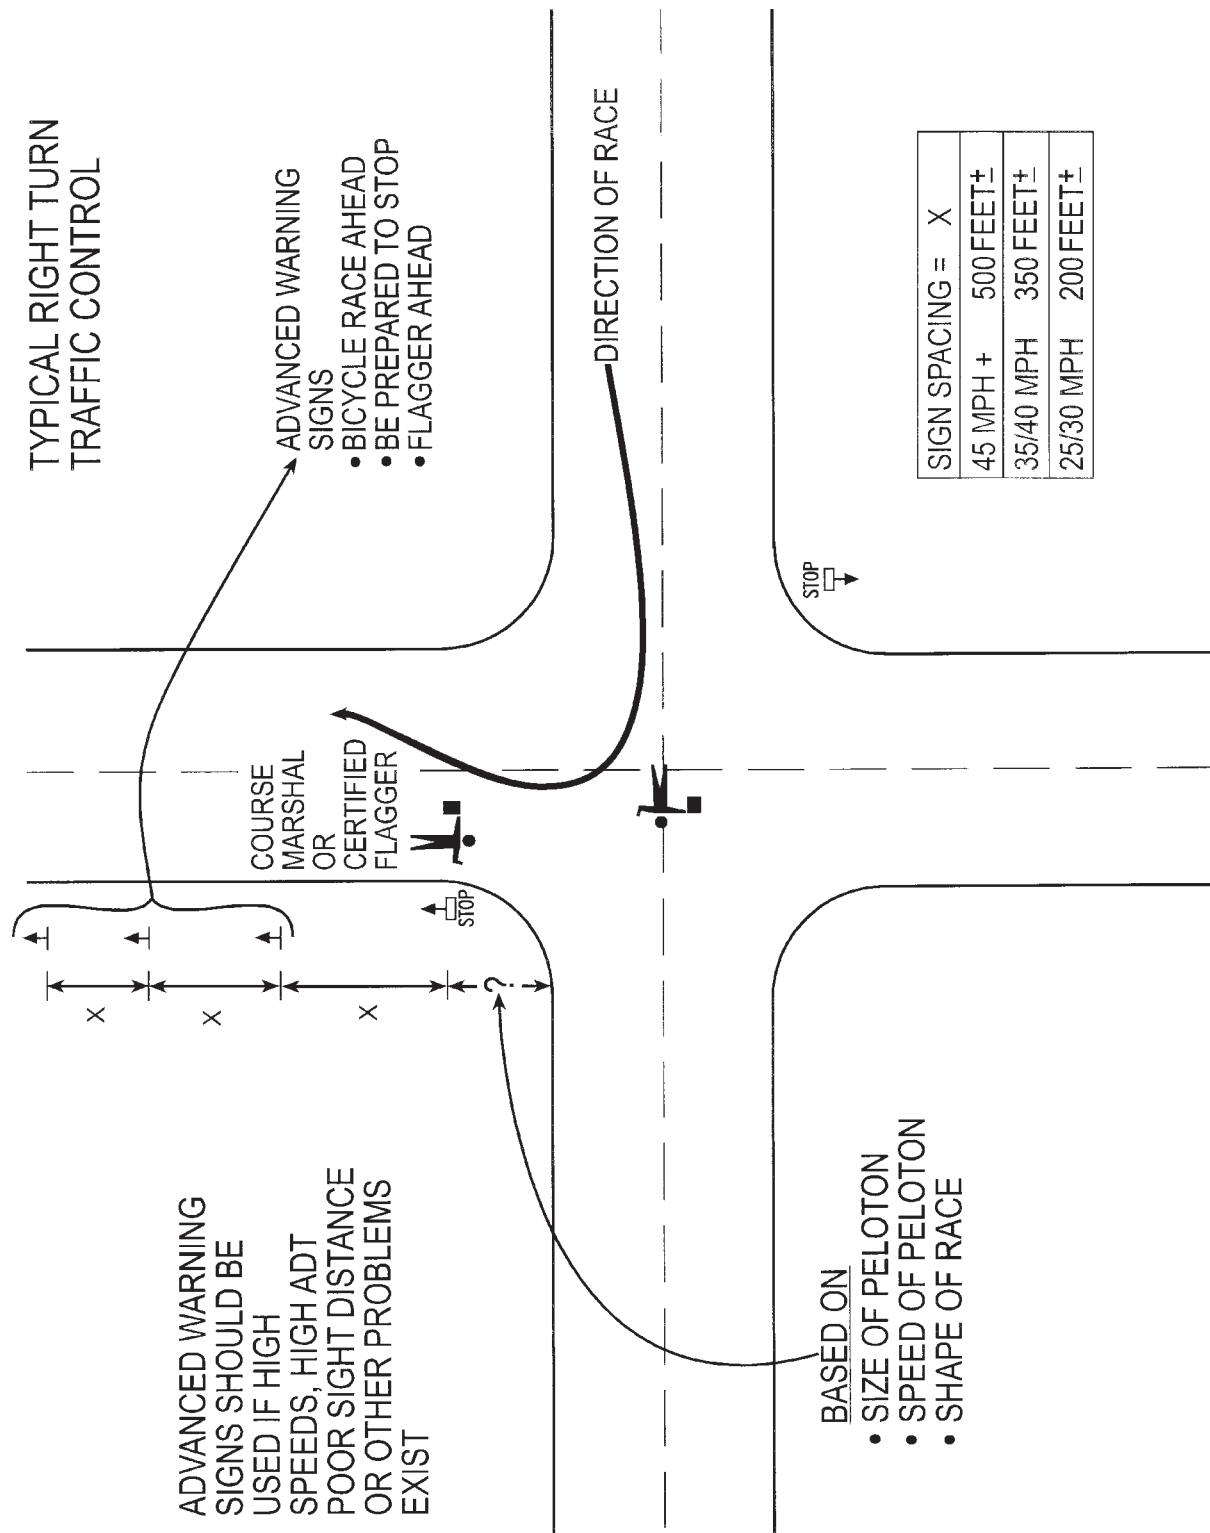 TYPICAL RIGHT TURN
TRAFFIC CONTROL
ADVANCED WARNING
SIGNS SHOULD BE
USED IF HIGH
SPEEDS, HIGH ADT
POOR SIGHT DISTANCE
OR OTHER PROBLEMS
EXIST
X
X
X
?
ADVANCED WARNING
SIGNS
• BICYCLE RACE AHEAD
• BE PREPARED TO STOP
• FLAGGER AHEAD
COURSE
MARSHAL
OR
CERTIFIED
FLAGGER
STOP
DIRECTION OF RACE
STOP
BASED ON
• SIZE OF PELOTON
• SPEED OF PELOTON
• SHAPE OF RACE
SIGN SPACING = X
45 MPH + 500 FEET±
35/40 MPH 350 FEET±
25/30 MPH 200 FEET±